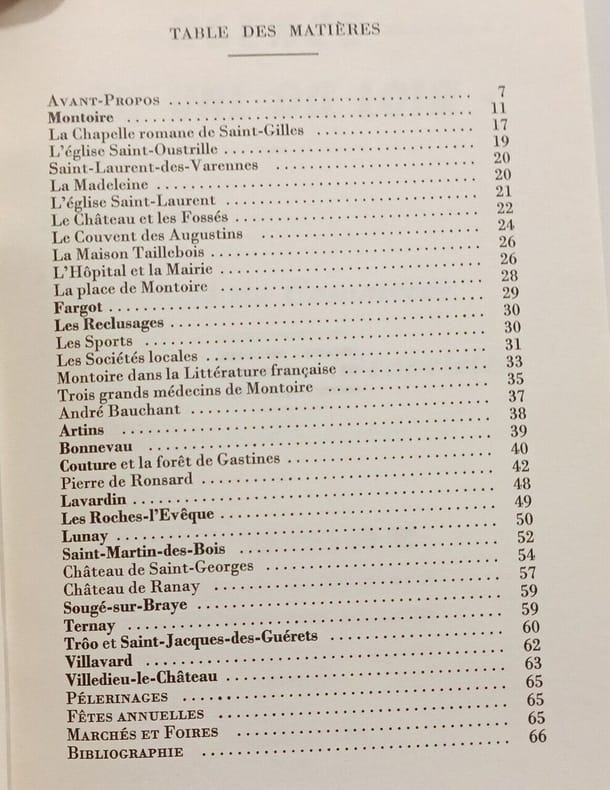 TABLE DES MATIÈRES
AVANT-PROPOS ........ 7
Montoire ........ 11
La Chapelle romane de Saint-Gilles ........ 17
L'église Saint-Oustrille ........ 19
Saint-Laurent-des-Varennes ........ 20
La Madeleine ........ 20
L'église Saint-Laurent ........ 21
Le Château et les Fossés ........ 22
Le Couvent des Augustins ........ 24
La Maison Taillebois ........ 26
L'Hôpital et la Mairie ........ 26
La place de Montoire ........ 28
Fargot ........ 29
Les Reclusages ........ 30
Les Sports ........ 30
Les Sociétés locales ........ 31
Montoire dans la Littérature française ........ 33
Trois grands médecins de Montoire ........ 35
André Bauchant ........ 37
Artins ........ 38
Bonnevau ........ 39
Couture et la forêt de Gastines ........ 40
Pierre de Ronsard ........ 42
Lavardin ........ 48
Les Roches-l'Evêque ........ 49
Lunay ........ 50
Saint-Martin-des-Bois ........ 52
Château de Saint-Georges ........ 54
Château de Ranay ........ 57
Sougé-sur-Braye ........ 59
Ternay ........ 59
Trôo et Saint-Jacques-des-Guérets ........ 60
Villavard ........ 62
Villedieu-le-Château ........ 63
PÉLERINAGES ........ 65
FÊTES ANNUELLES ........ 65
MARCHÉS ET FOIRES ........ 65
BIBLIOGRAPHIE ........ 66